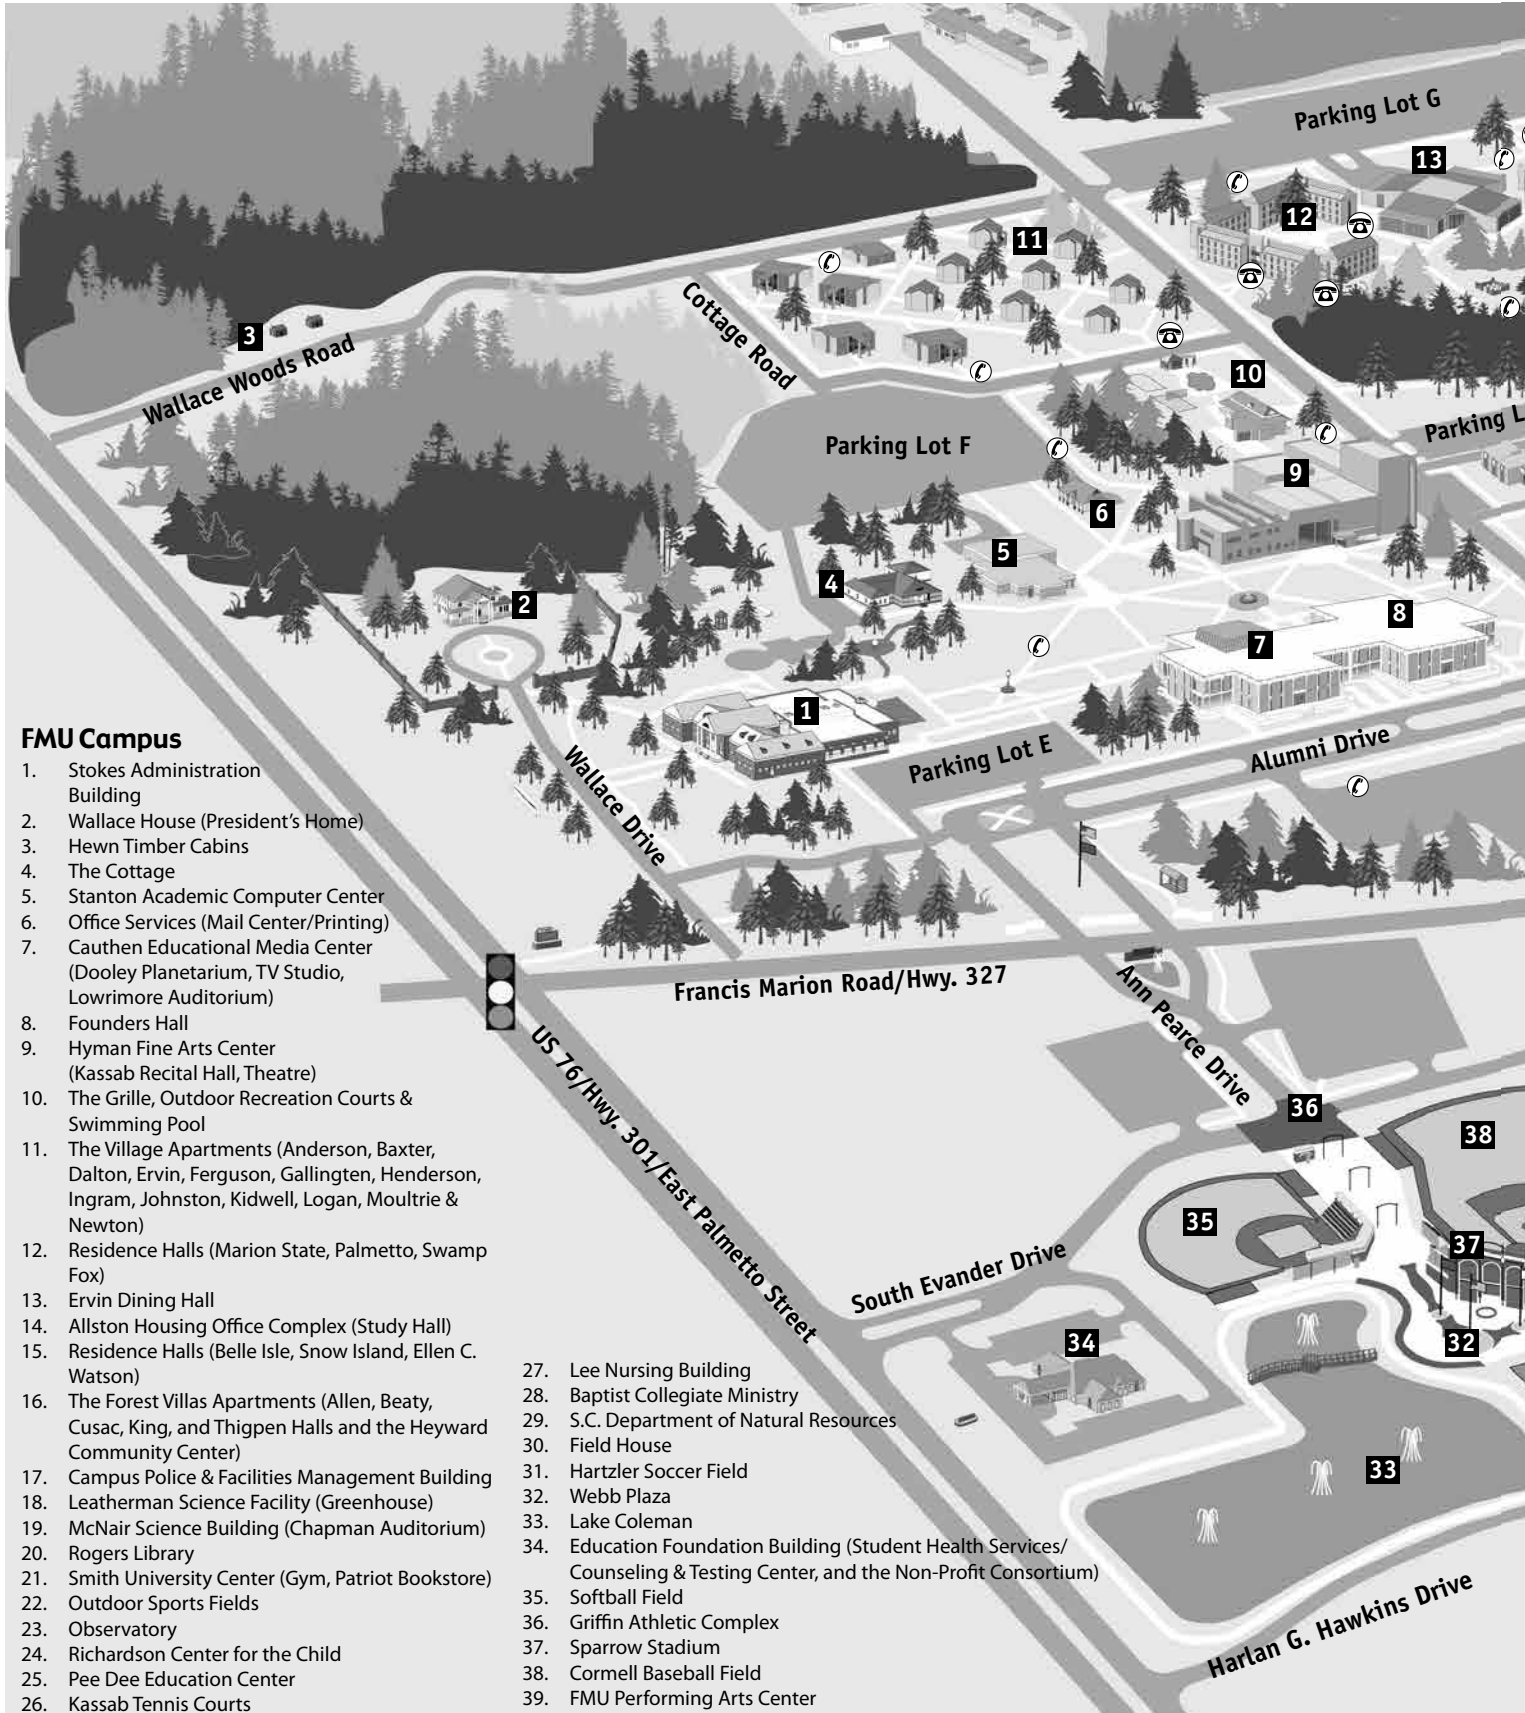 Parking Lot G
13
12
11
3
Cottage Road
Wallace Woods Road
10
Parking L
Parking Lot F
9
6
5
4
2
8
7
1
FMU Campus
Parking Lot E
Alumni Drive
Wallace Drive
1. Stokes Administration
Building
2. Wallace House (President's Home)
3. Hewn Timber Cabins
4. The Cottage
5. Stanton Academic Computer Center
6. Office Services (Mail Center/Printing)
7. Cauthen Educational Media Center
(Dooley Planetarium, TV Studio,
Lowrimore Auditorium)
8. Founders Hall
9. Hyman Fine Arts Center
(Kassab Recital Hall, Theatre)
10. The Grille, Outdoor Recreation Courts &
Swimming Pool
11. The Village Apartments (Anderson, Baxter,
Dalton, Ervin, Ferguson, Gallingten, Henderson,
Ingram, Johnston, Kidwell, Logan, Moultrie &
Newton)
12. Residence Halls (Marion State, Palmetto, Swamp
Fox)
13. Ervin Dining Hall
14. Allston Housing Office Complex (Study Hall)
15. Residence Halls (Belle Isle, Snow Island, Ellen C.
Watson)
16. The Forest Villas Apartments (Allen, Beaty,
Cusac, King, and Thigpen Halls and the Heyward
Community Center)
17. Campus Police & Facilities Management Building
18. Leatherman Science Facility (Greenhouse)
19. McNair Science Building (Chapman Auditorium)
20. Rogers Library
21. Smith University Center (Gym, Patriot Bookstore)
22. Outdoor Sports Fields
23. Observatory
24. Richardson Center for the Child
25. Pee Dee Education Center
26. Kassab Tennis Courts
27. Lee Nursing Building
28. Baptist Collegiate Ministry
29. S.C. Department of Natural Resources
30. Field House
31. Hartzler Soccer Field
32. Webb Plaza
33. Lake Coleman
34. Education Foundation Building (Student Health Services/
Counseling & Testing Center, and the Non-Profit Consortium)
35. Softball Field
36. Griffin Athletic Complex
37. Sparrow Stadium
38. Cormell Baseball Field
39. FMU Performing Arts Center
Francis Marion Road/Hwy. 327
Ann Pearce Drive
US 76/Hwy. 301/East Palmetto Street
36
38
35
37
South Evander Drive
34
32
33
Harlan G. Hawkins Drive